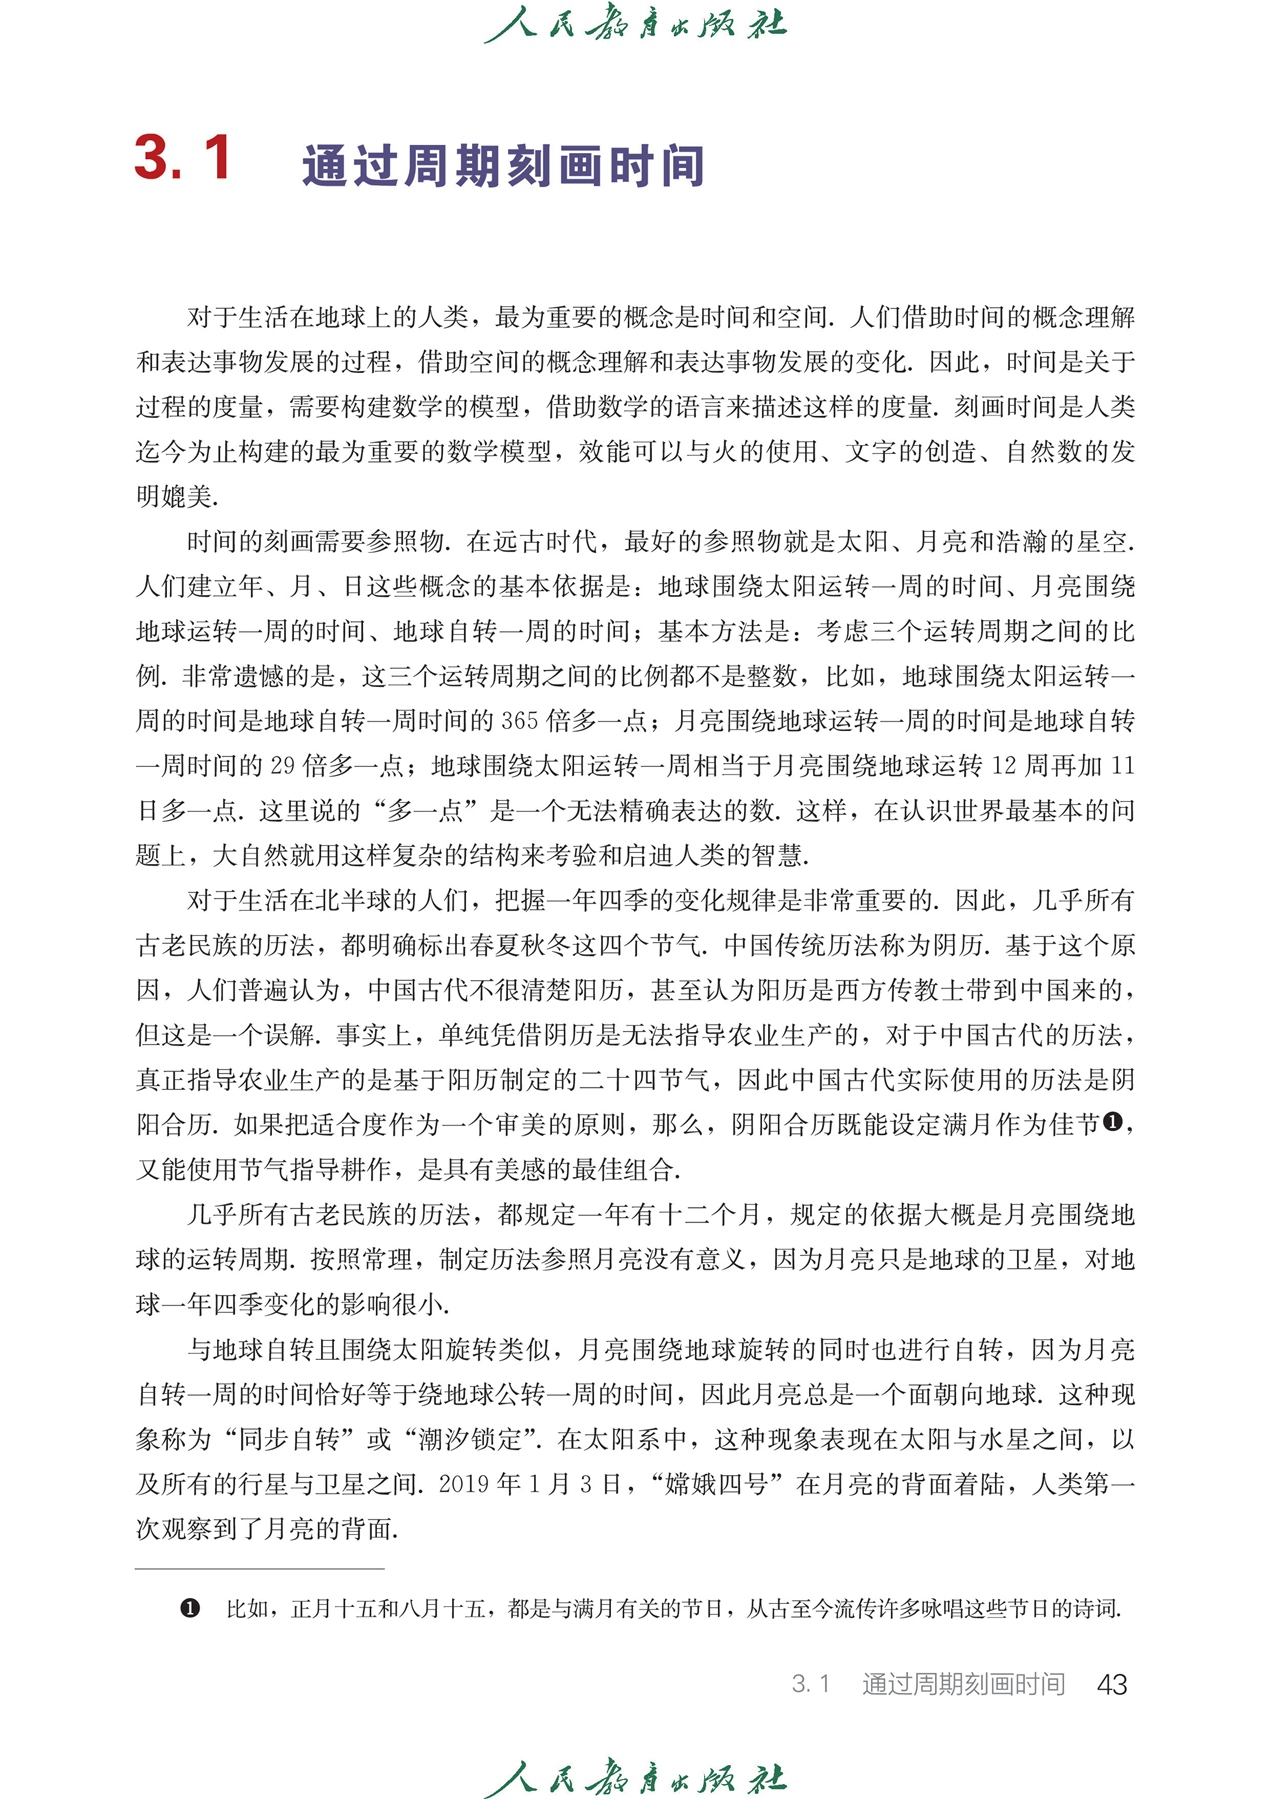 人民教育出版社
3.1 通过周期刻画时间
对于生活在地球上的人类，最为重要的概念是时间和空间. 人们借助时间的概念理解
和表达事物发展的过程，借助空间的概念理解和表达事物发展的变化. 因此，时间是关于
过程的度量，需要构建数学的模型，借助数学的语言来描述这样的度量. 刻画时间是人类
迄今为止构建的最为重要的数学模型，效能可以与火的使用、文字的创造、自然数的发
明媲美.
时间的刻画需要参照物. 在远古时代，最好的参照物就是太阳、月亮和浩瀚的星空.
人们建立年、月、日这些概念的基本依据是：地球围绕太阳运转一周的时间、月亮围绕
地球运转一周的时间、地球自转一周的时间；基本方法是：考虑三个运转周期之间的比
例. 非常遗憾的是，这三个运转周期之间的比例都不是整数，比如，地球围绕太阳运转一
周的时间是地球自转一周时间的 365 倍多一点；月亮围绕地球运转一周的时间是地球自转
一周时间的 29 倍多一点；地球围绕太阳运转一周相当于月亮围绕地球运转 12 周再加 11
日多一点. 这里说的“多一点”是一个无法精确表达的数. 这样，在认识世界最基本的问
题上，大自然就用这样复杂的结构来考验和启迪人类的智慧.
对于生活在北半球的人们，把握一年四季的变化规律是非常重要的. 因此，几乎所有
古老民族的历法，都明确标出春夏秋冬这四个节气. 中国传统历法称为阴历. 基于这个原
因，人们普遍认为，中国古代不很清楚阳历，甚至认为阳历是西方传教士带到中国来的，
但这是一个误解. 事实上，单纯凭借阴历是无法指导农业生产的，对于中国古代的历法，
真正指导农业生产的是基于阳历制定的二十四节气，因此中国古代实际使用的历法是阴
阳合历. 如果把适合度作为一个审美的原则，那么，阴阳合历既能设定满月作为佳节❶，
又能使用节气指导耕作，是具有美感的最佳组合.
几乎所有古老民族的历法，都规定一年有十二个月，规定的依据大概是月亮围绕地
球的运转周期. 按照常理，制定历法参照月亮没有意义，因为月亮只是地球的卫星，对地
球一年四季变化的影响很小.
与地球自转且围绕太阳旋转类似，月亮围绕地球旋转的同时也进行自转，因为月亮
自转一周的时间恰好等于绕地球公转一周的时间，因此月亮总是一个面朝向地球. 这种现
象称为“同步自转”或“潮汐锁定”. 在太阳系中，这种现象表现在太阳与水星之间，以
及所有的行星与卫星之间. 2019 年 1 月 3 日，“嫦娥四号”在月亮的背面着陆，人类第一
次观察到了月亮的背面.
❶ 比如，正月十五和八月十五，都是与满月有关的节日，从古至今流传许多咏唱这些节日的诗词.
3.1 通过周期刻画时间 43
人民教育出版社